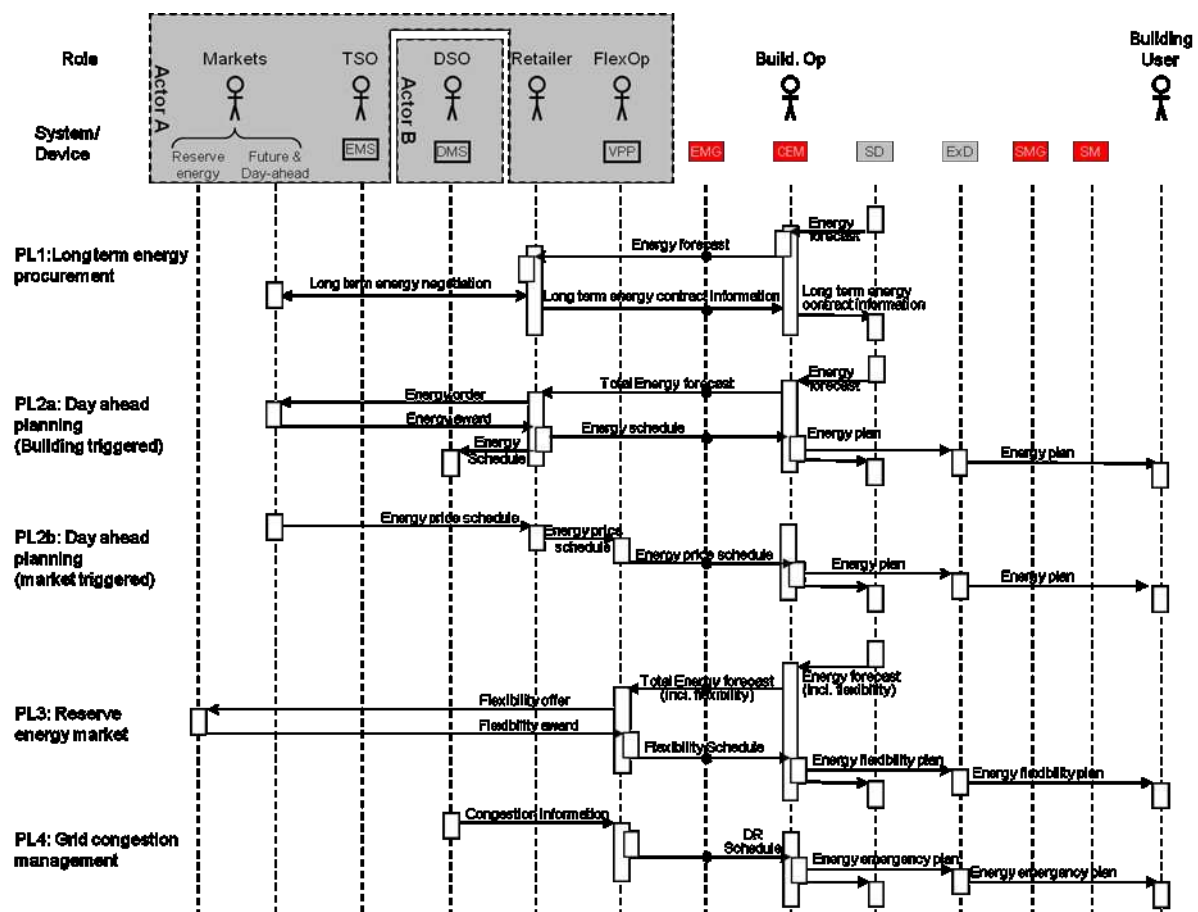 Role
Markets
TSO
DSO
Retailer
FlexOp
Build. Op
Building
User
Actor A
Actor B
System/
Device
Reserve
energy
Future &
Day-ahead
EMS
DMS
VPP
EMG
CEM
SD
ExD
SMG
SM
PL1: Long term energy
procurement
Energy
forecast
Energy forecast
Long term energy negotiation
Long term energy contract information
Long term energy
contract information
PL2a: Day ahead
planning
(Building triggered)
Energy
forecast
Total Energy forecast
Energy order
Energy award
Energy schedule
Energy
Schedule
Energy plan
Energy plan
PL2b: Day ahead
planning
(market triggered)
Energy price schedule
Energy price
schedule
Energy price schedule
Energy plan
Energy plan
PL3: Reserve
energy market
Energy forecast
(incl. flexibility)
Total Energy forecast
(incl. flexibility)
Flexibility offer
Flexibility award
Flexibility Schedule
Energy flexibility plan
Energy flexibility plan
PL4: Grid congestion
management
Congestion information
DR
Schedule
Energy emergency plan
Energy emergency plan